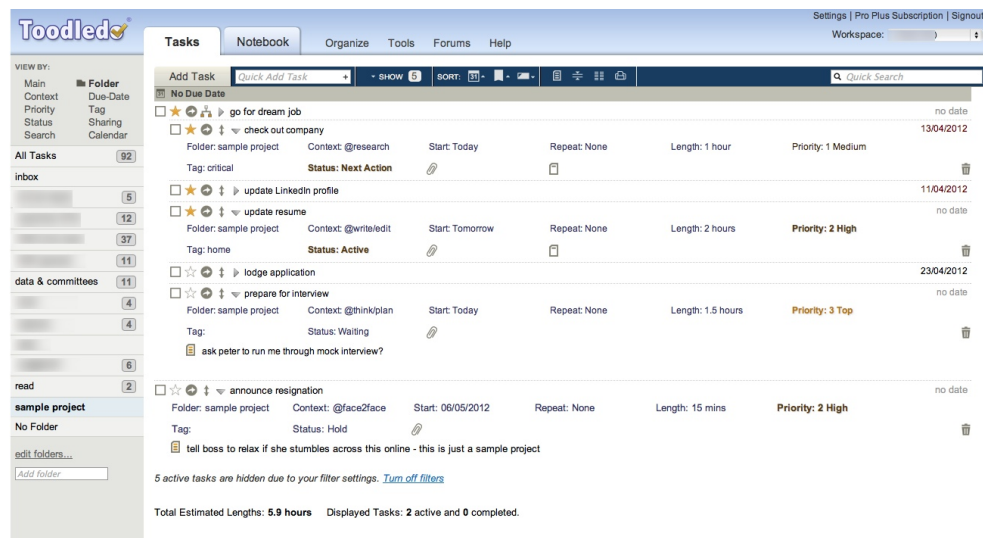 Settings | Pro Plus Subscription | Signout
Toodledo
Workspace:
Tasks Notebook Organize Tools Forums Help
VIEW BY:
Main Folder
Context Due-Date
Priority Tag
Status Sharing
Search Calendar
All Tasks 92
inbox
5
12
37
11
data & committees 11
4
4
6
read 2
sample project
No Folder
edit folders...
Add folder
Add Task Quick Add Task + - SHOW 5 SORT: 31 Quick Search
31 No Due Date
go for dream job no date
check out company 13/04/2012
Folder: sample project Context: @research Start: Today Repeat: None Length: 1 hour Priority: 1 Medium
Tag: critical Status: Next Action
update LinkedIn profile 11/04/2012
update resume no date
Folder: sample project Context: @write/edit Start: Tomorrow Repeat: None Length: 2 hours Priority: 2 High
Tag: home Status: Active
lodge application 23/04/2012
prepare for interview no date
Folder: sample project Context: @think/plan Start: Today Repeat: None Length: 1.5 hours Priority: 3 Top
Tag: Status: Waiting
ask peter to run me through mock interview?
announce resignation no date
Folder: sample project Context: @face2face Start: 06/05/2012 Repeat: None Length: 15 mins Priority: 2 High
Tag: Status: Hold
tell boss to relax if she stumbles across this online - this is just a sample project
5 active tasks are hidden due to your filter settings. Turn off filters
Total Estimated Lengths: 5.9 hours Displayed Tasks: 2 active and 0 completed.